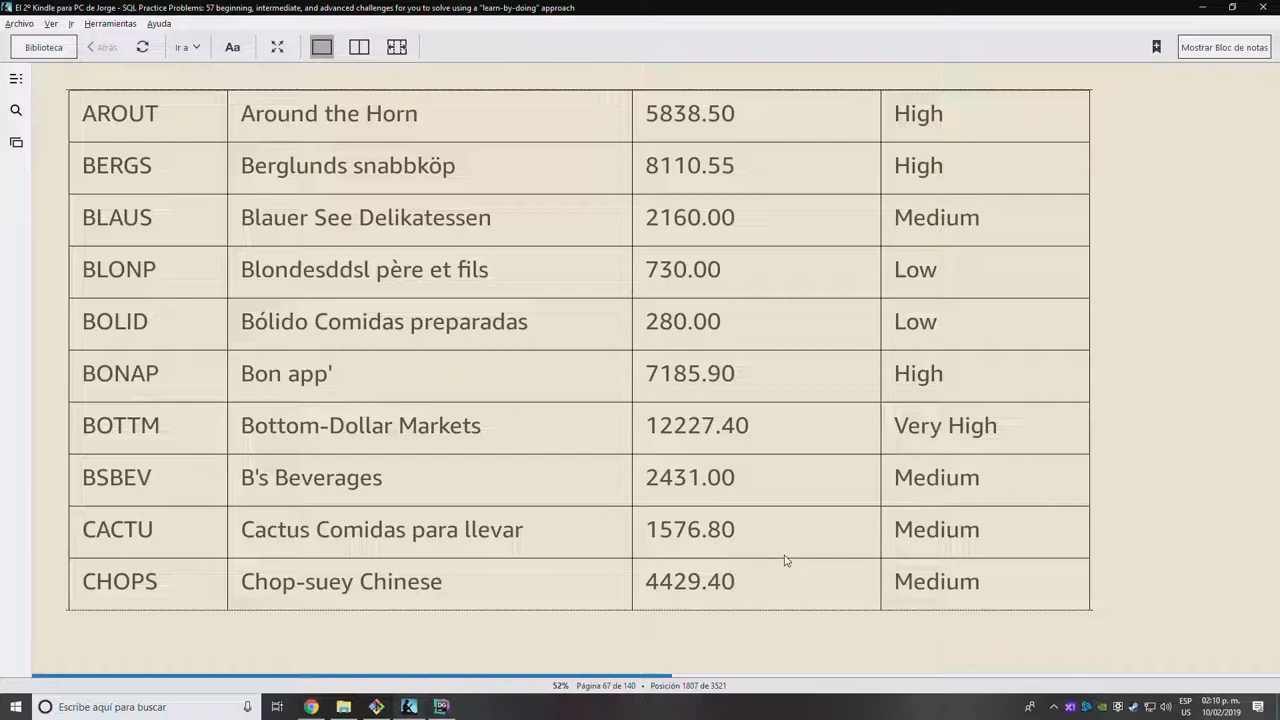 El 2º Kindle para PC de Jorge - SQL Practice Problems: 57 beginning, intermediate, and advanced challenges for you to solve using a "learn-by-doing" approach
Archivo Ver Ir Herramientas Ayuda
Biblioteca Atrás Ir a Aa Mostrar Bloc de notas
AROUT Around the Horn 5838.50 High
BERGS Berglunds snabbköp 8110.55 High
BLAUS Blauer See Delikatessen 2160.00 Medium
BLONP Blondesddsl père et fils 730.00 Low
BOLID Bólido Comidas preparadas 280.00 Low
BONAP Bon app' 7185.90 High
BOTTM Bottom-Dollar Markets 12227.40 Very High
BSBEV B's Beverages 2431.00 Medium
CACTU Cactus Comidas para llevar 1576.80 Medium
CHOPS Chop-suey Chinese 4429.40 Medium
52% Página 67 de 140 • Posición 1807 de 3521
Escribe aquí para buscar DG ESP 02:10 p. m.
US 10/02/2019